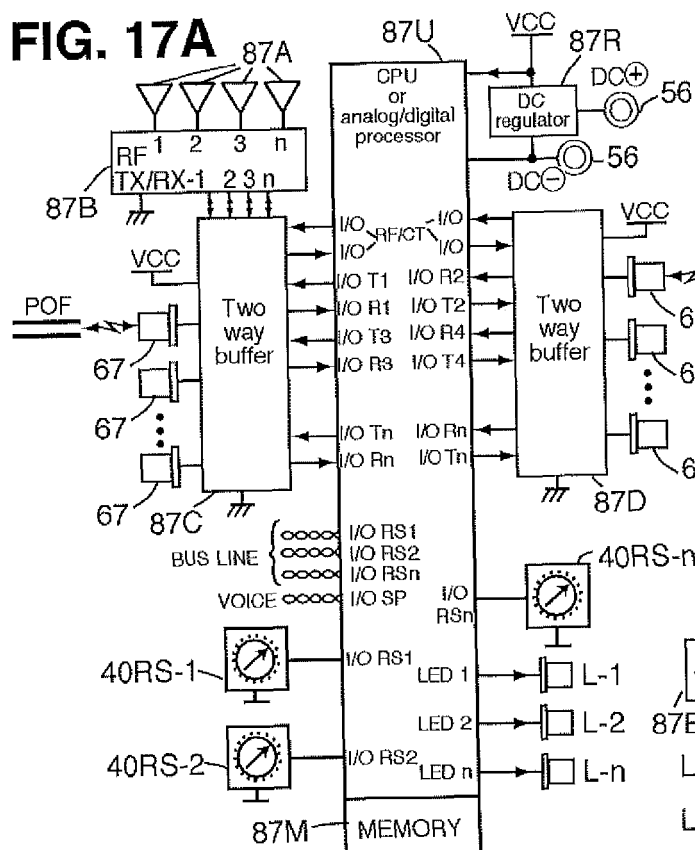 FIG. 17A
87A
87U
VCC
87R
DC⊕
56
CPU
or
analog/digital
processor
DC
regulator
56
DC⊖
1 2 3 n
RF
TX/RX-1 2 3 n
87B
VCC
I/O
I/O
RF/CT
I/O
I/O
VCC
I/O T1
I/O R1
I/O T3
I/O R3
I/O R2
I/O T2
I/O R4
I/O T4
POF
Two
way
buffer
Two
way
buffer
67
67
67
6
6
6
I/O Tn
I/O Rn
I/O Rn
I/O Tn
87C
87D
BUS LINE
I/O RS1
I/O RS2
I/O RSn
VOICE
I/O SP
I/O
RSn
40RS-n
40RS-1
I/O RS1
LED 1
L-1
LED 2
L-2
40RS-2
I/O RS2
LED n
L-n
87M
MEMORY
L
L